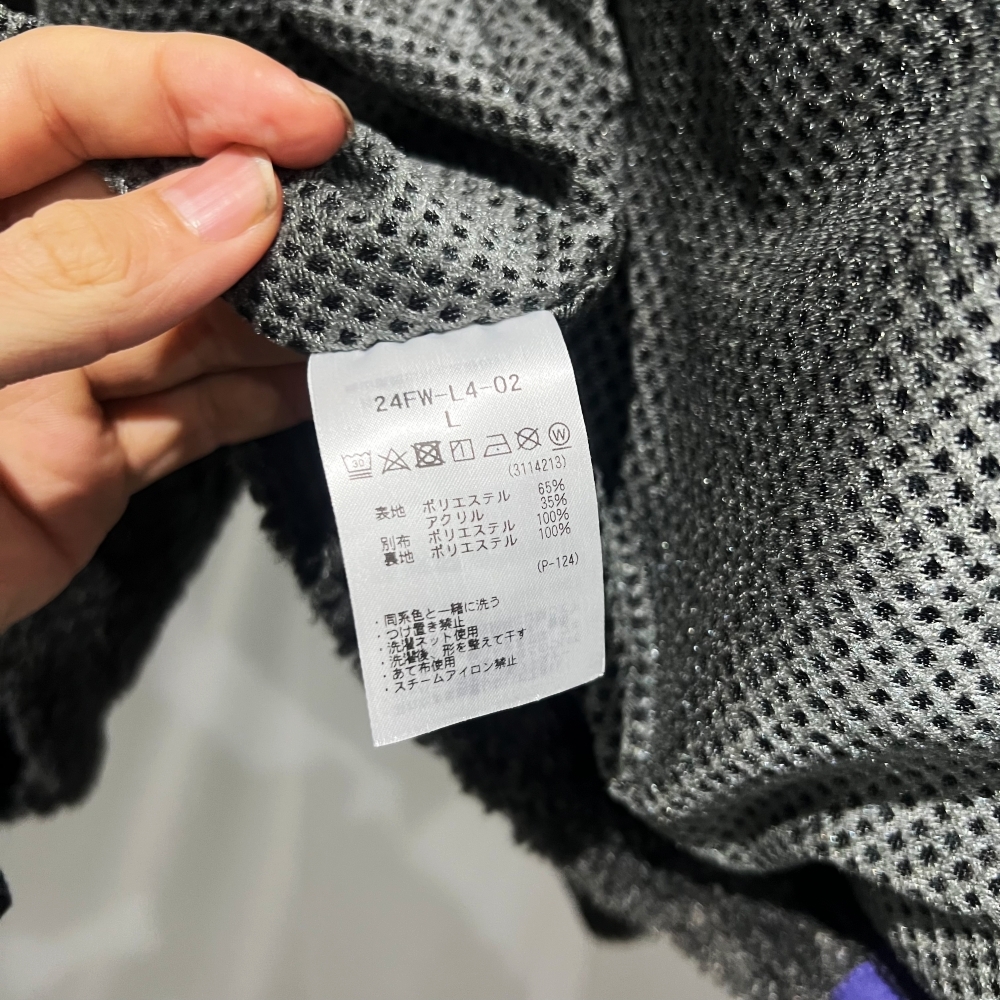 24FW-L4-02
L
30 W
(3114213)
表地 ポリエステル 65%
アクリル 35%
別布 ポリエステル 100%
裏地 ポリエステル 100%
(P-124)
・同系色と一緒に洗う
・つけ置き禁止
・洗濯ネット使用
・洗濯後、形を整えて干す
・あて布使用
・スチームアイロン禁止